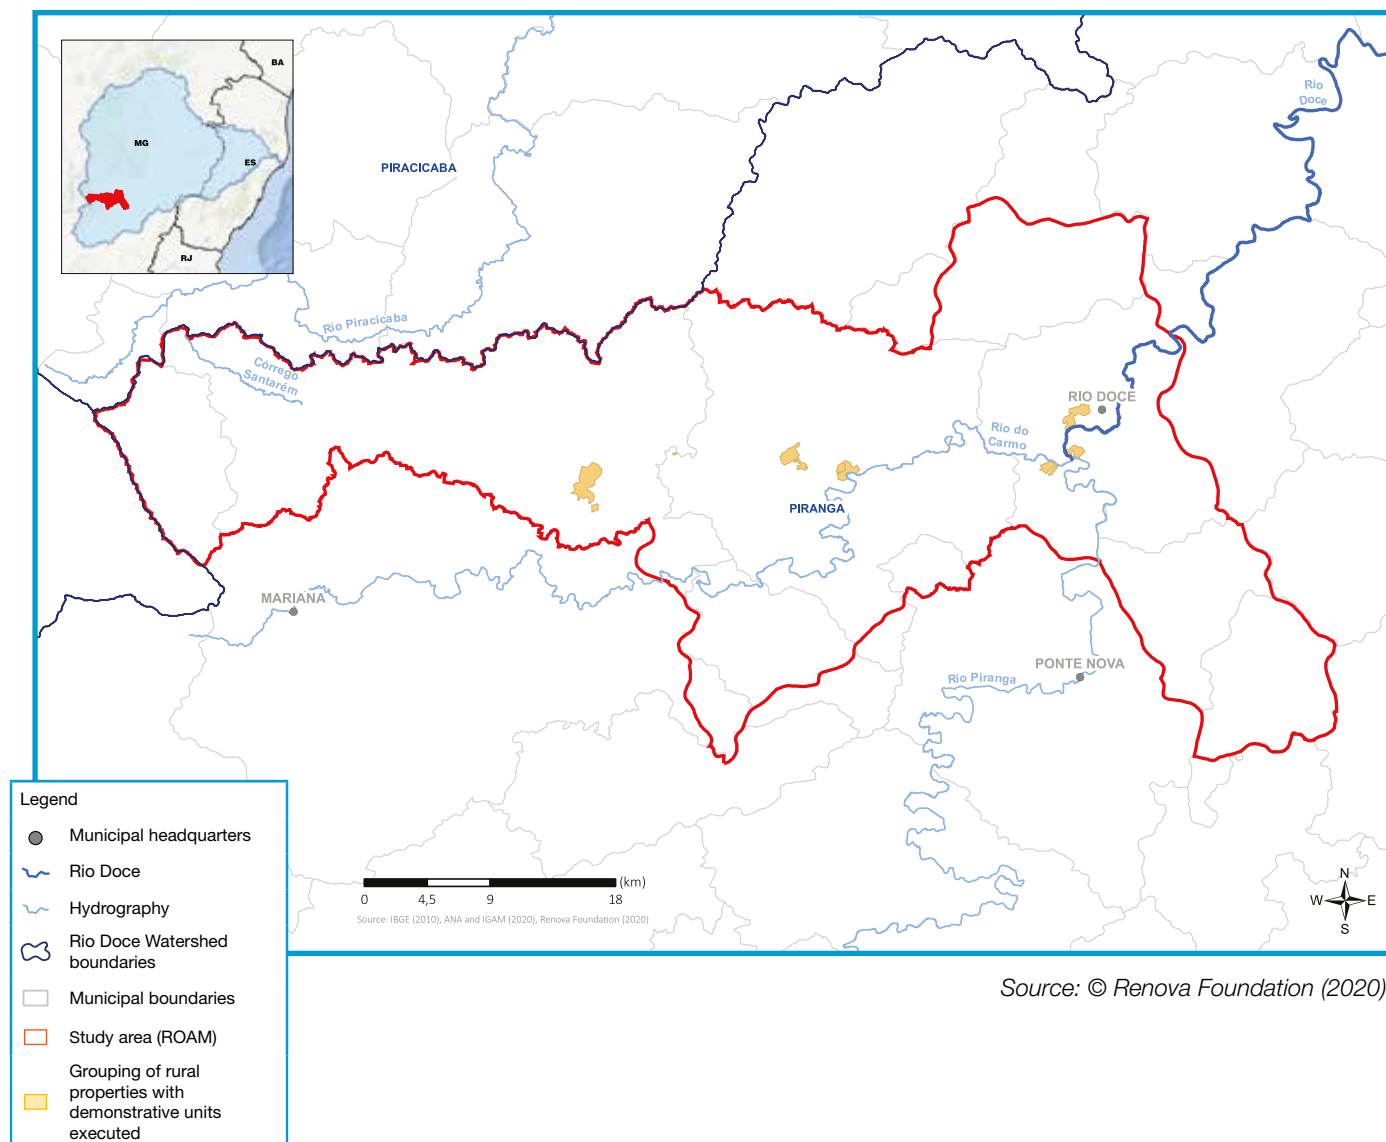 BA
MG
ES
RJ
PIRACICABA
Rio
Doce
Rio Piracicaba
Córrego
Santarém
RIO DOCE
Rio do
Carmo
PIRANGA
MARIANA
PONTE NOVA
Rio Piranga
(km)
0 4,5 9 18
Source: IBGE (2010), ANA and IGAM (2020), Renova Foundation (2020)
N
W E
S
Legend
Municipal headquarters
Rio Doce
Hydrography
Rio Doce Watershed
boundaries
Municipal boundaries
Study area (ROAM)
Grouping of rural
properties with
demonstrative units
executed
Source: © Renova Foundation (2020)